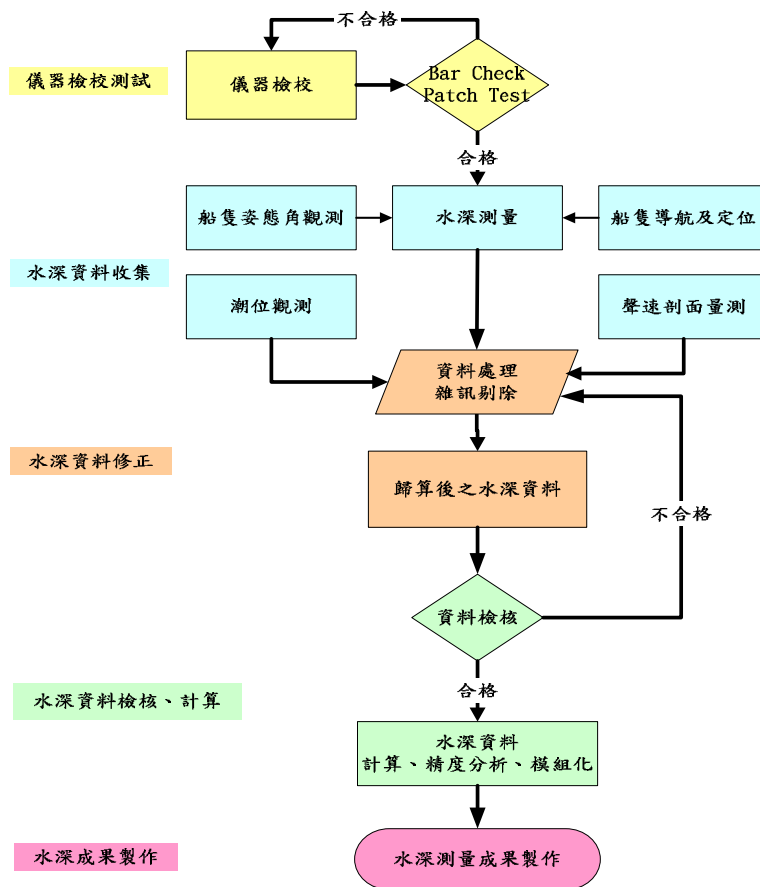 不合格
儀器檢校測試
儀器檢校
Bar Check
Patch Test
合格
船隻姿態角觀測
水深測量
船隻導航及定位
水深資料收集
潮位觀測
聲速剖面量測
資料處理
雜訊剔除
水深資料修正
歸算後之水深資料
不合格
資料檢核
合格
水深資料檢核、計算
水深資料
計算、精度分析、模組化
水深成果製作
水深測量成果製作